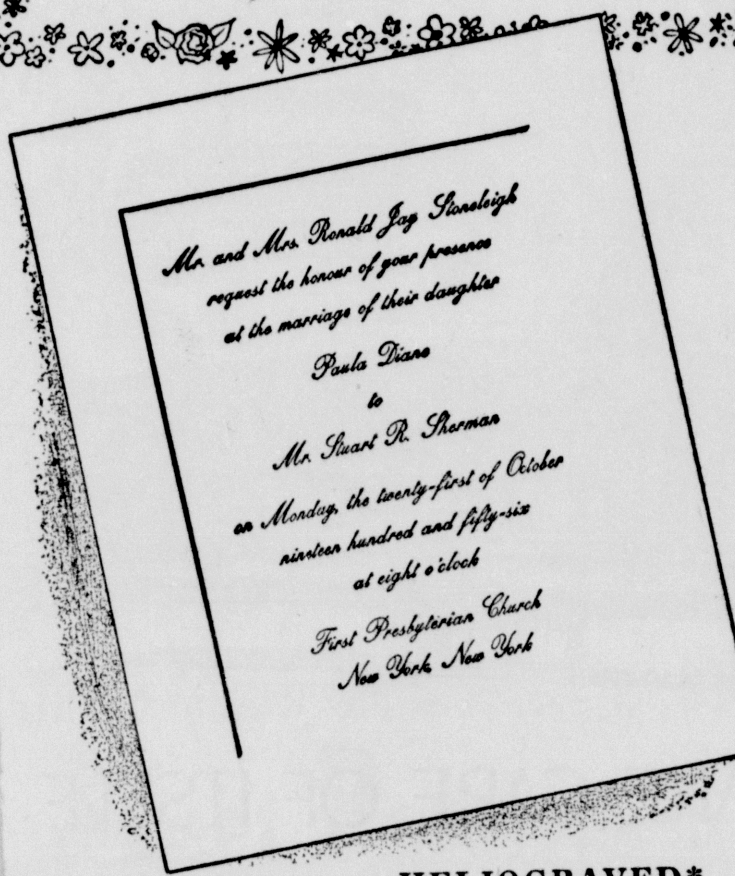 Mr. and Mrs. Ronald Jay Stoneleigh
request the honour of your presence
at the marriage of their daughter
Paula Diane
to
Mr. Stuart R. Sherman
on Monday, the twenty-first of October
nineteen hundred and fifty-six
at eight o'clock
First Presbyterian Church
New York, New York
HELIOGRAVED*